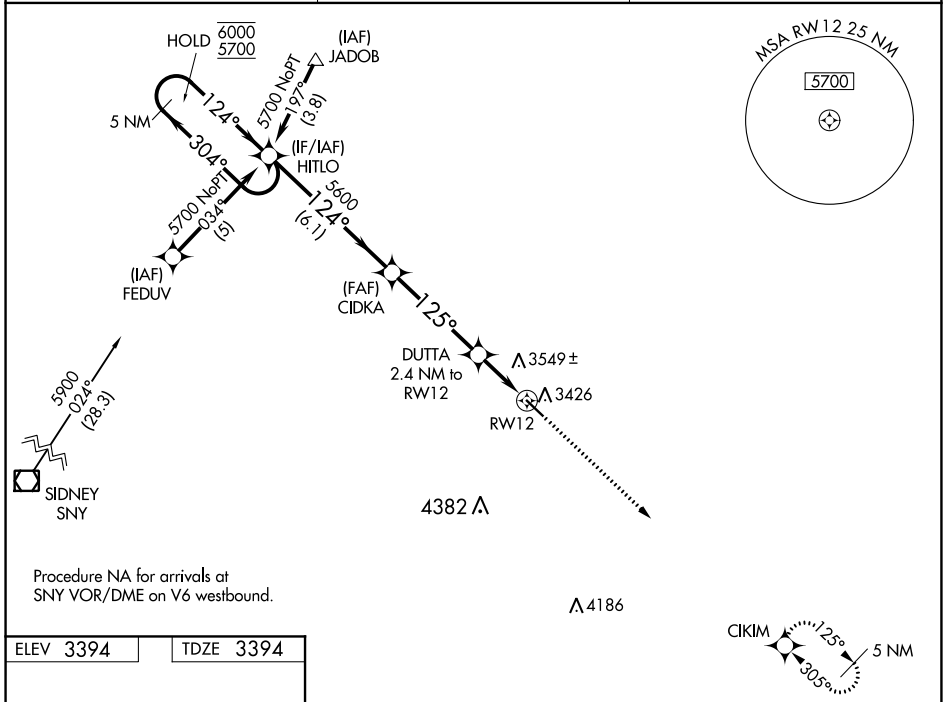 HOLD 6000
5700
(IAF)
JADOB
5700 NoPT
197°
(3.8)
124°
5 NM
304°
(IF/IAF)
HITLO
5700 NoPT
034°
(5)
5600
124°
(6.1)
(IAF)
FEDUV
(FAF)
CIDKA
125°
DUTTA
2.4 NM to
RW12
3549±
3426
RW12
5900
024°
(28.3)
SIDNEY
SNY
4382
4186
MSA RW12 25 NM
5700
Procedure NA for arrivals at
SNY VOR/DME on V6 westbound.
CIKIM
125°
305°
5 NM
ELEV 3394
TDZE 3394